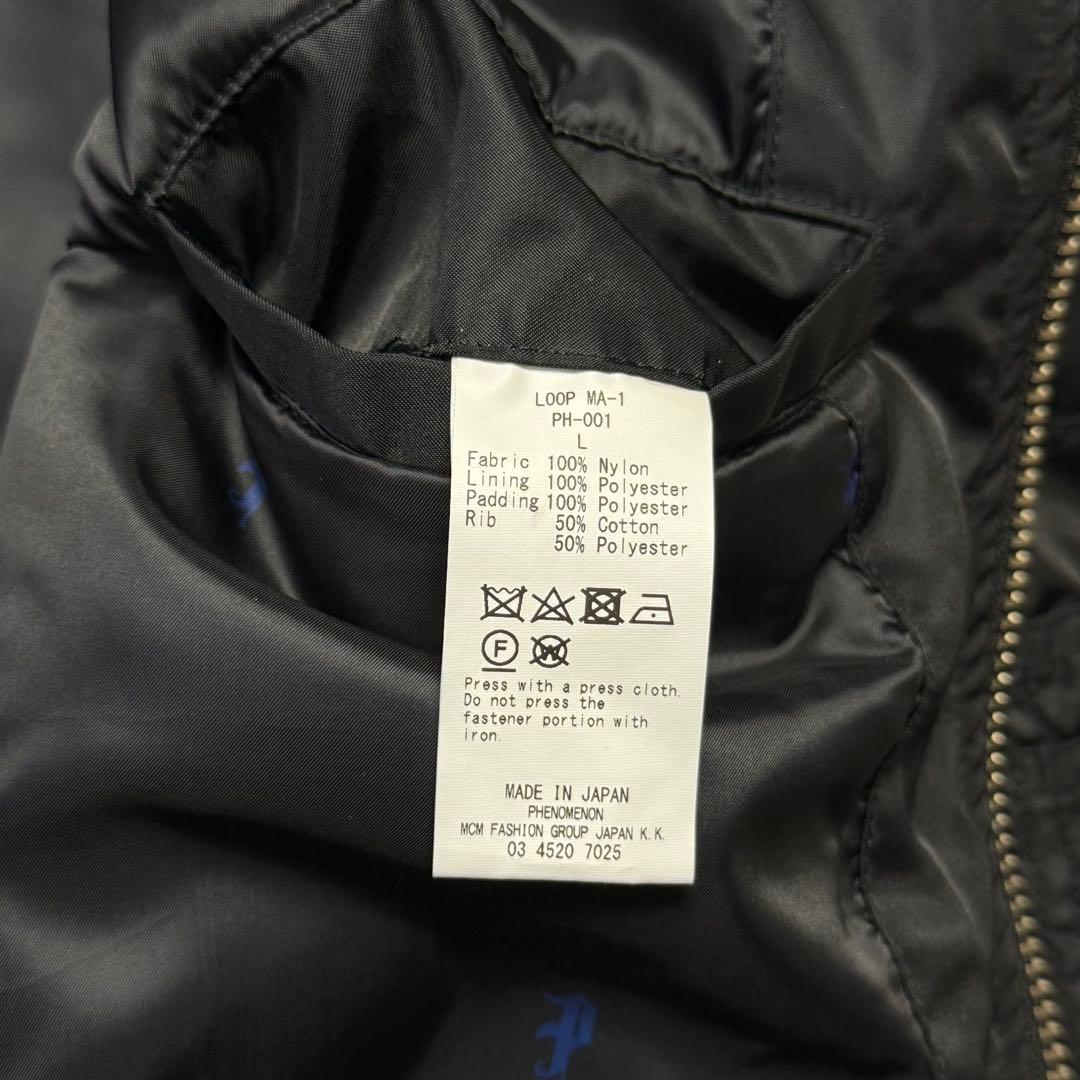 LOOP MA-1
PH-001
L
Fabric 100% Nylon
Lining 100% Polyester
Padding 100% Polyester
Rib 50% Cotton
50% Polyester
F W
Press with a press cloth.
Do not press the
fastener portion with
iron.
MADE IN JAPAN
PHENOMENON
MCM FASHION GROUP JAPAN K.K.
03 4520 7025
P